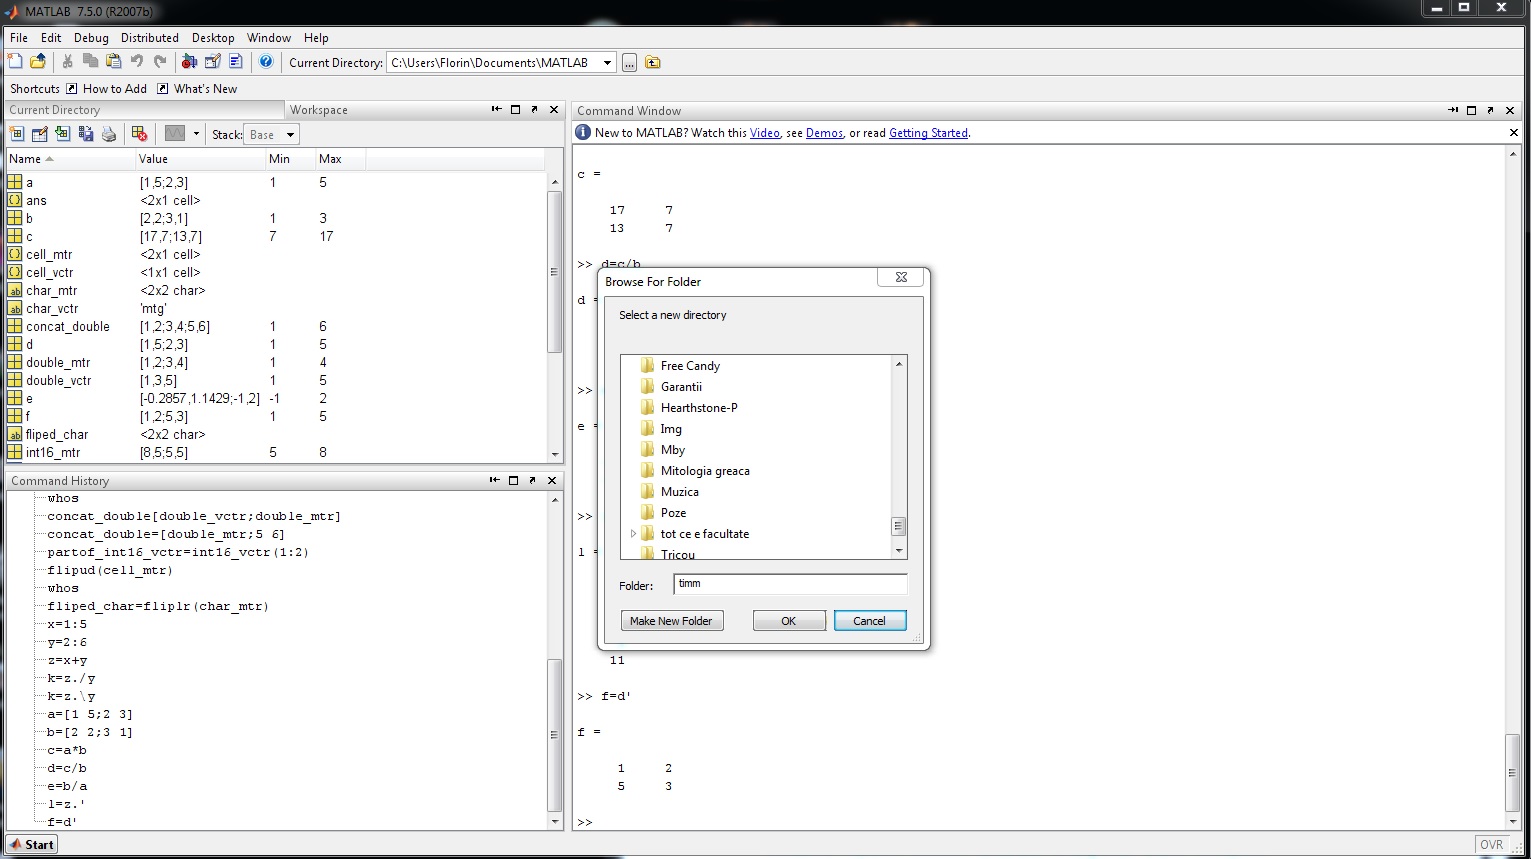 MATLAB 7.5.0 (R2007b)
File Edit Debug Distributed Desktop Window Help
Current Directory: C:\Users\Florin\Documents\MATLAB ...
Shortcuts How to Add What's New
Current Directory Workspace
Stack: Base
Name Value Min Max
a [1,5;2,3] 1 5
ans <2x1 cell>
b [2,2;3,1] 1 3
c [17,7;13,7] 7 17
cell_mtr <2x1 cell>
cell_vctr <1x1 cell>
char_mtr <2x2 char>
char_vctr 'mtg'
concat_double [1,2;3,4;5,6] 1 6
d [1,5;2,3] 1 5
double_mtr [1,2;3,4] 1 4
double_vctr [1,3,5] 1 5
e [-0.2857,1.1429;-1,2] -1 2
f [1,2;5,3] 1 5
fliped_char <2x2 char>
int16_mtr [8,5;5,5] 5 8
Command History
whos
concat_double[double_vctr;double_mtr]
concat_double=[double_mtr;5 6]
partof_int16_vctr=int16_vctr(1:2)
flipud(cell_mtr)
whos
fliped_char=fliplr(char_mtr)
x=1:5
y=2:6
z=x+y
k=z./y
k=z.\y
a=[1 5;2 3]
b=[2 2;3 1]
c=a*b
d=c/b
e=b/a
l=z.'
f=d'
Start
Command Window
New to MATLAB? Watch this Video, see Demos, or read Getting Started.
c =
17 7
13 7
>> d=c/b
d =
>>
e =
>>
l =
11
>> f=d'
f =
1 2
5 3
>>
Browse For Folder
Select a new directory
Free Candy
Garantii
Hearthstone-P
Img
Mby
Mitologia greaca
Muzica
Poze
tot ce e facultate
Tricou
Folder: timm
Make New Folder OK Cancel
OVR